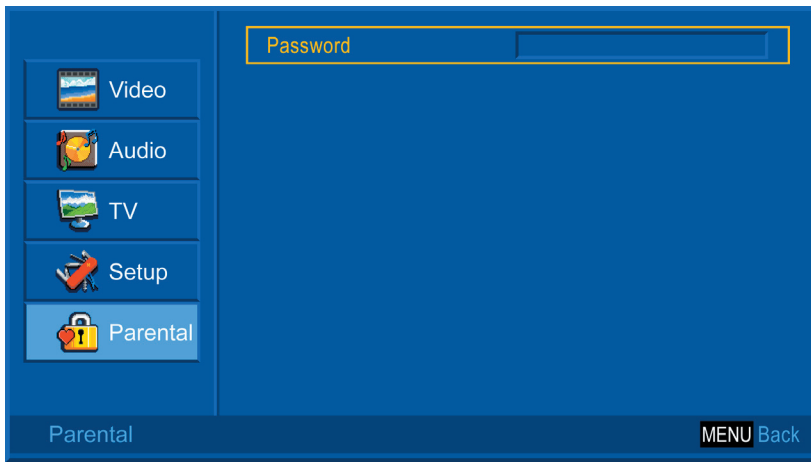 Password
Video
Audio
TV
Setup
Parental
Parental MENU Back